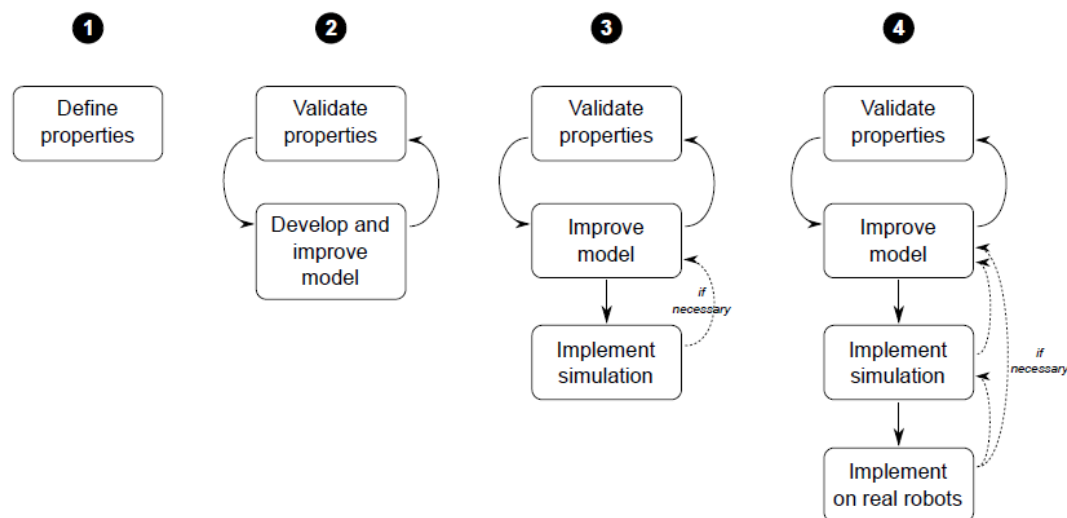 1
Define
properties
2
Validate
properties
Develop and
improve
model
3
Validate
properties
Improve
model
if
necessary
Implement
simulation
4
Validate
properties
Improve
model
Implement
simulation
if
necessary
Implement
on real robots